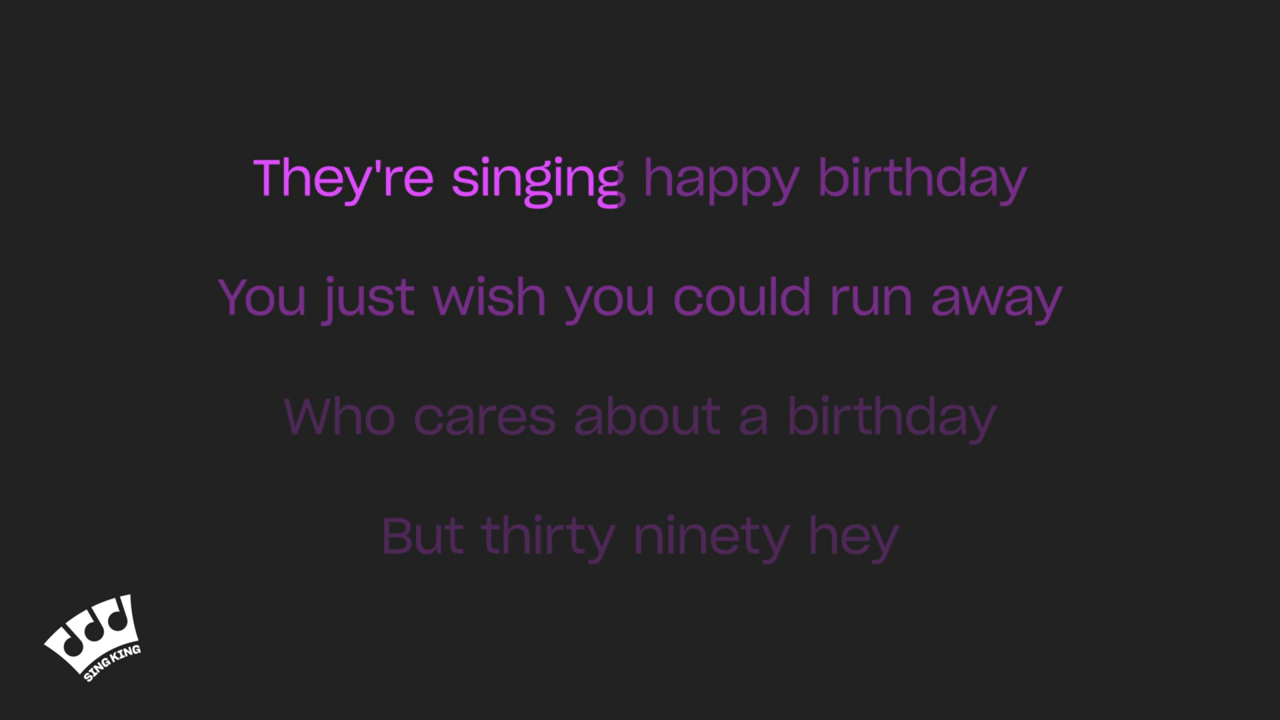 They're singing happy birthday
You just wish you could run away
Who cares about a birthday
But thirty ninety hey
SING KING